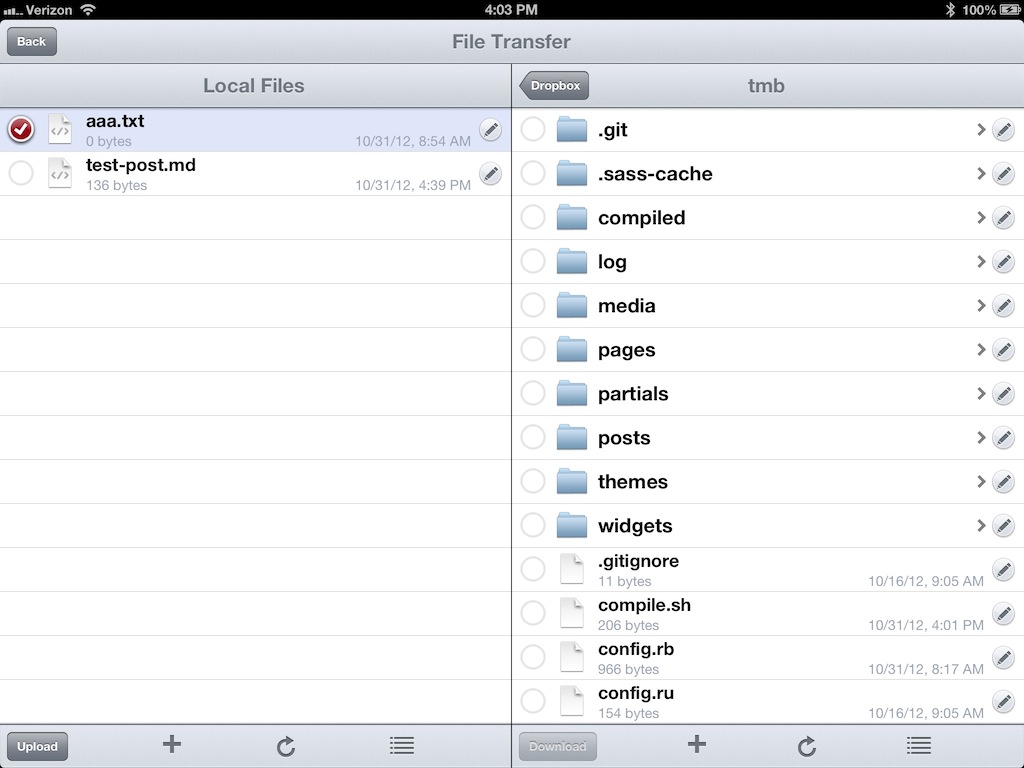 Verizon 4:03 PM 100%
Back File Transfer
Local Files
aaa.txt
0 bytes 10/31/12, 8:54 AM
test-post.md
136 bytes 10/31/12, 4:39 PM
Upload
Dropbox tmb
.git
.sass-cache
compiled
log
media
pages
partials
posts
themes
widgets
.gitignore
11 bytes 10/16/12, 9:05 AM
compile.sh
206 bytes 10/31/12, 4:01 PM
config.rb
966 bytes 10/31/12, 8:17 AM
config.ru
154 bytes 10/16/12, 9:05 AM
Download